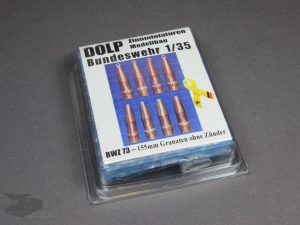 DOLP Zinnminiaturen
Modellbau
Bundeswehr 1/35
BWZ 73 – 155mm Granaten ohne Zünder